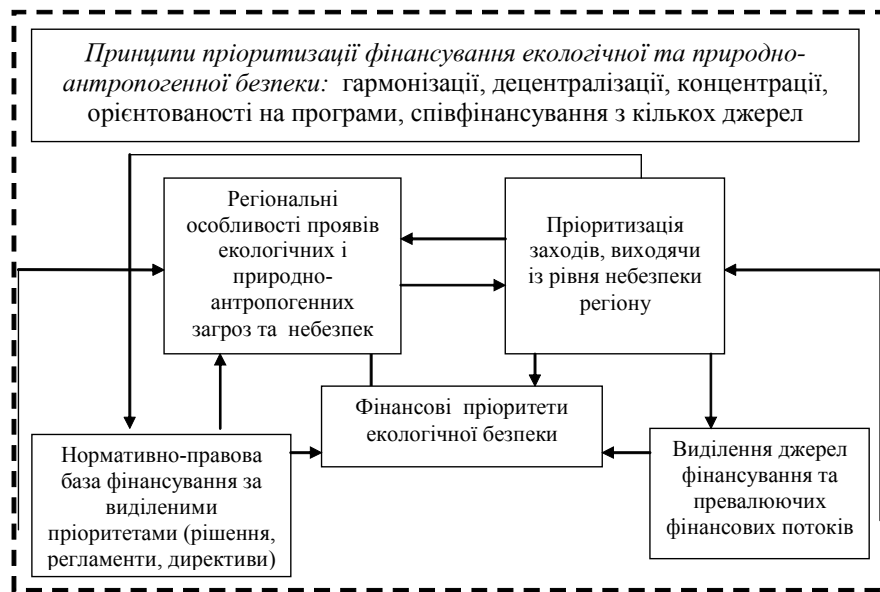 Принципи пріоритизації фінансування екологічної та природно-
антропогенної безпеки: гармонізації, децентралізації, концентрації,
орієнтованості на програми, співфінансування з кількох джерел
Регіональні
особливості проявів
екологічних і
природно-
антропогенних
загроз та небезпек
Пріоритизація
заходів, виходячи
із рівня небезпеки
регіону
Фінансові пріоритети
екологічної безпеки
Нормативно-правова
база фінансування за
виділеними
пріоритетами (рішення,
регламенти, директиви)
Виділення джерел
фінансування та
превалюючих
фінансових потоків